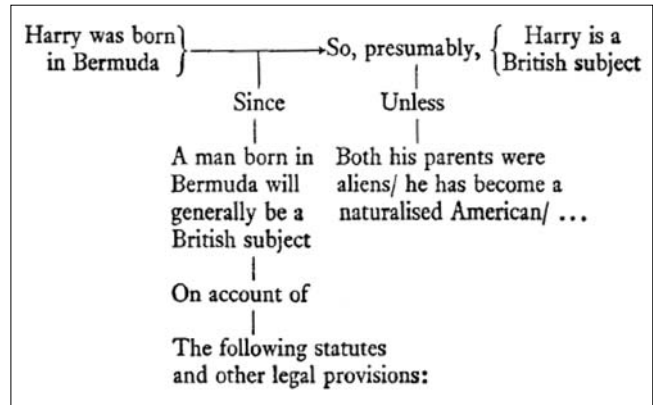 Harry was born
in Bermuda
So, presumably,
Harry is a
British subject
Since
Unless
A man born in
Bermuda will
generally be a
British subject
Both his parents were
aliens/ he has become a
naturalised American/ ...
On account of
The following statutes
and other legal provisions: